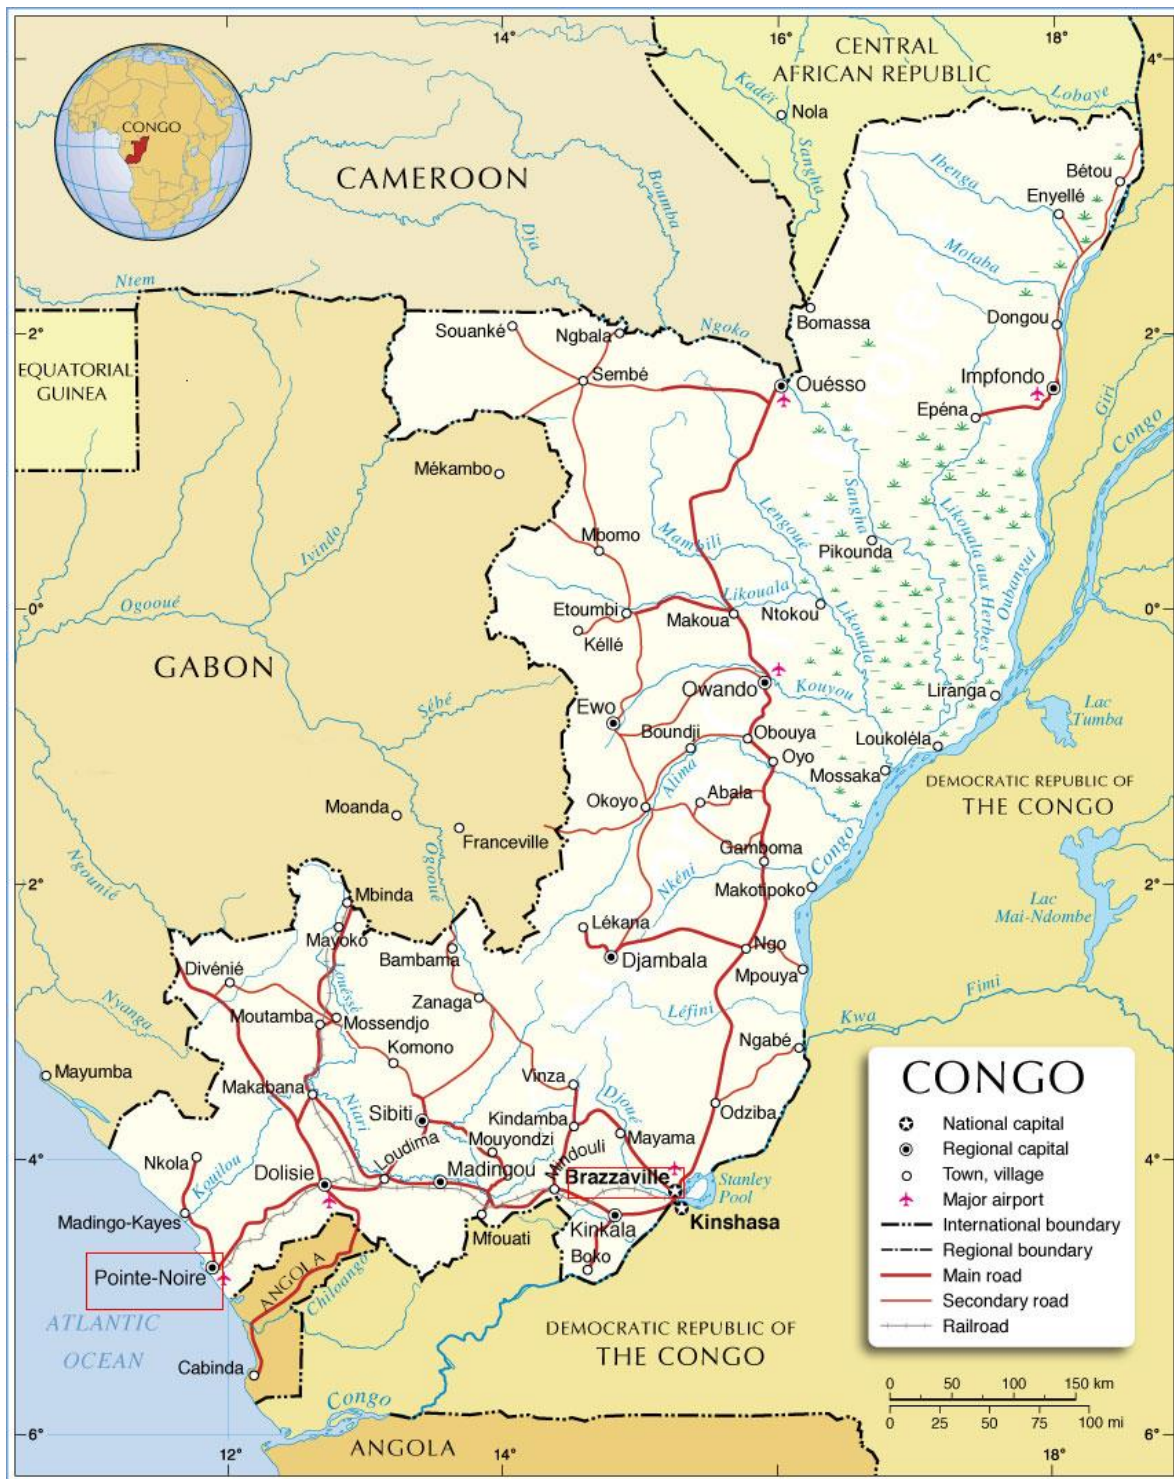 14°
16°
18°
4°
CENTRAL
AFRICAN REPUBLIC
Kadéï
Lobaye
Nola
CONGO
Sangha
Ibenga
Bétou
Enyellé
CAMEROON
Boumba
Dja
Motaba
Ntem
Bomassa
Dongou
Souanké
Ngbala
Ngoko
2°
2°
EQUATORIAL
GUINEA
Sembé
Ouésso
Impfondo
Epéna
Giri
Congo
Mékambo
Sangha
Lengoué
Likouala aux Herbes
Ivindo
Mbomo
Mambili
Pikounda
Oubangui
Ogooué
Etoumbi
Likouala
0°
0°
Makoua
Ntokou
Likouala
Kéllé
GABON
Owando
Kouyou
Liranga
Sébé
Ewo
Lac
Tumba
Boundji
Obouya
Loukoléla
Oyo
Mossaka
Alima
DEMOCRATIC REPUBLIC OF
THE CONGO
Moanda
Okoyo
Abala
Franceville
Ogooué
Gamboma
Congo
Ngounié
Nkéni
Makotipoko
2°
2°
Mbinda
Lac
Mai-Ndombe
Lékana
Mayoko
Bambama
Ngo
Divénié
Louéssé
Djambala
Mpouya
Nyanga
Zanaga
Fimi
Léfini
Kwa
Moutamba
Mossendjo
Ngabé
Komono
Mayumba
Makabana
Vinza
CONGO
Niari
Sibiti
Kindamba
Djoué
Odziba
National capital
Mouyondzi
Mayama
Regional capital
4°
Nkola
Kouilou
Dolisie
Loudima
Madingou
Mindouli
Brazzaville
Stanley
Pool
Town, village
Major airport
Madingo-Kayes
Mfouati
Kinkala
Kinshasa
International boundary
Boko
Regional boundary
Pointe-Noire
ANGOLA
Chiloango
Main road
Secondary road
ATLANTIC
OCEAN
DEMOCRATIC REPUBLIC OF
THE CONGO
Railroad
Cabinda
0 50 100 150 km
0 25 50 75 100 mi
Congo
6°
6°
ANGOLA
12°
14°
18°